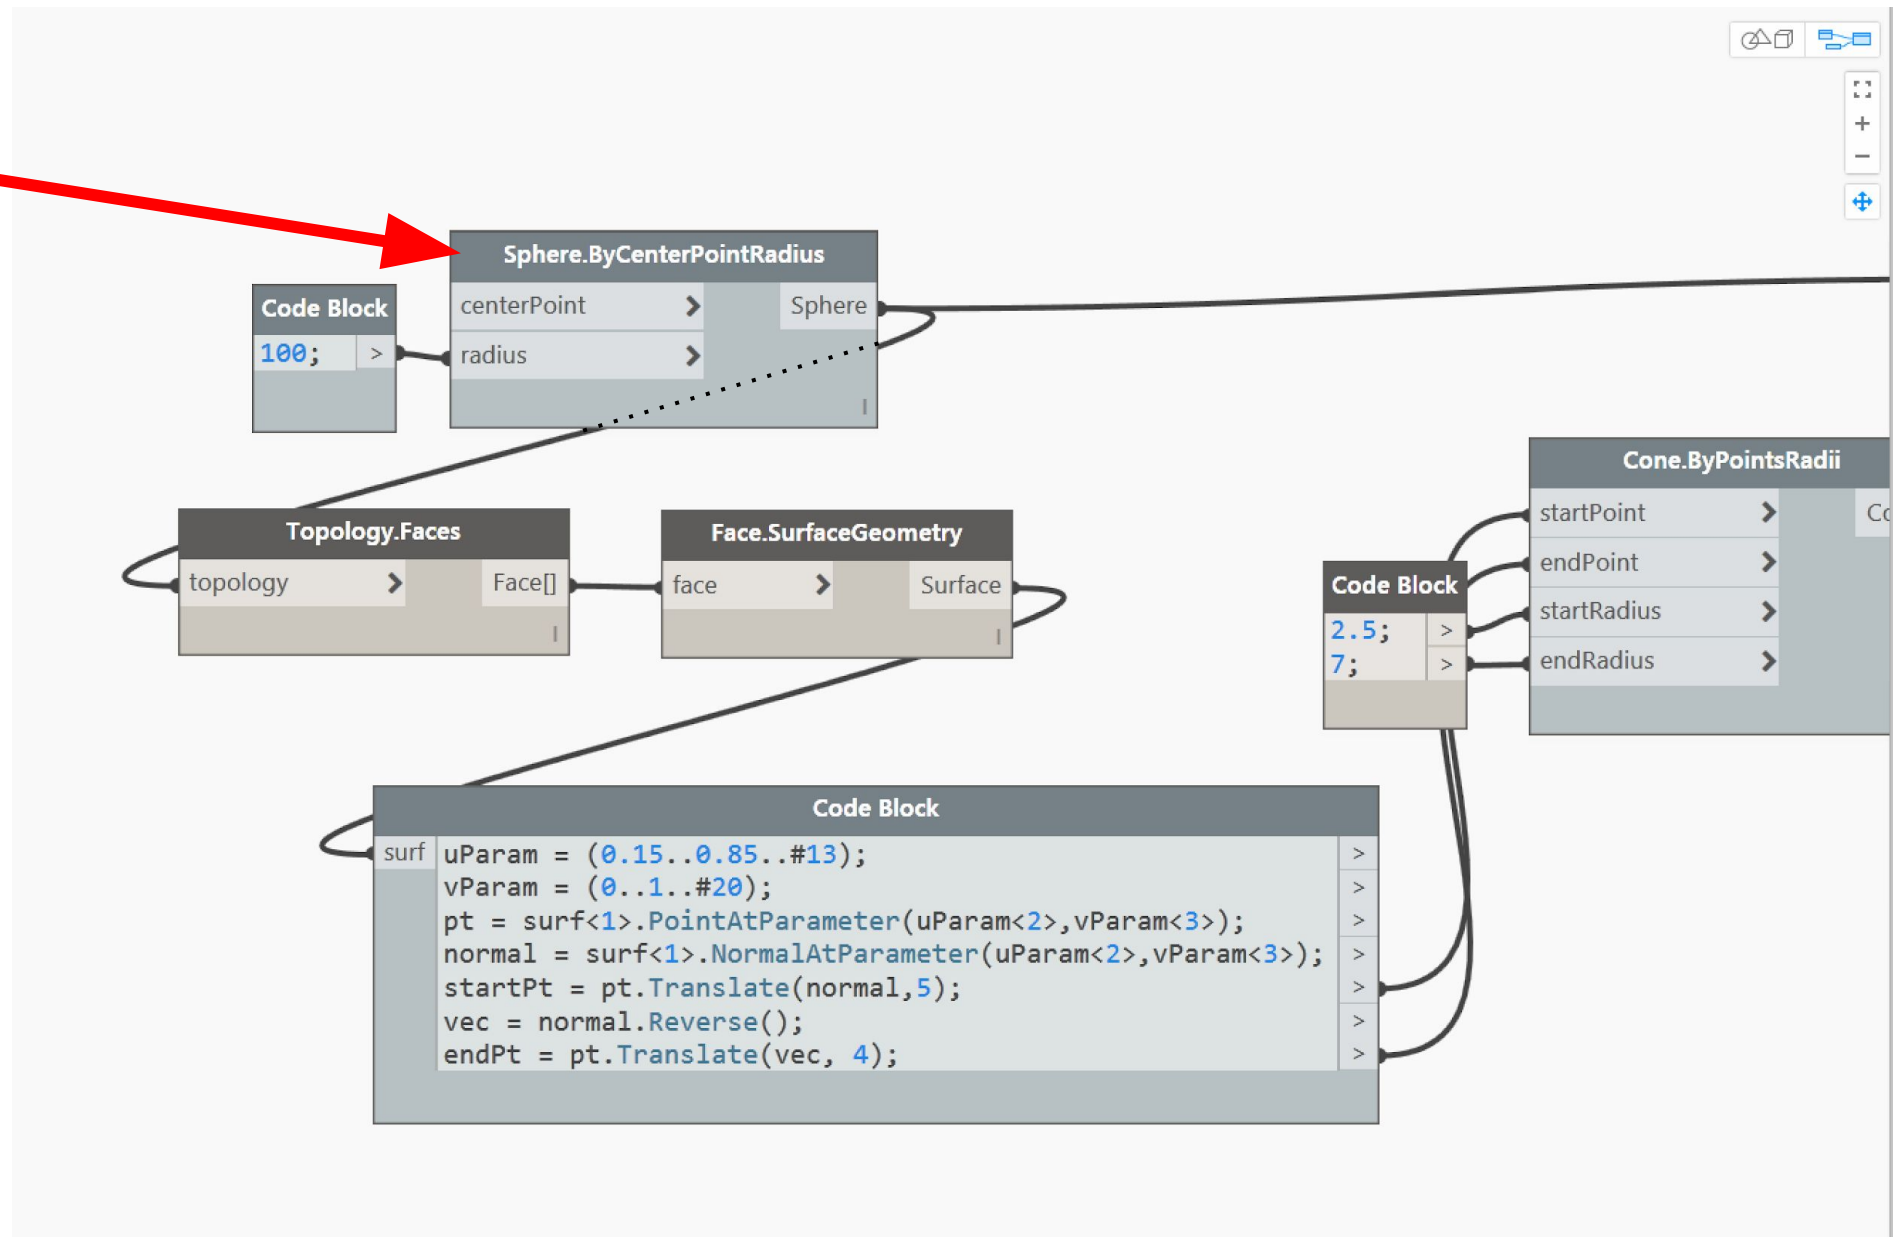 Sphere.ByCenterPointRadius
centerPoint > Sphere
radius >
Code Block
100; >
Topology.Faces
topology > Face[]
Face.SurfaceGeometry
face > Surface
Cone.ByPointsRadii
startPoint > Co
endPoint >
startRadius >
endRadius >
Code Block
2.5; >
7; >
Code Block
surf uParam = (0.15..0.85..#13); >
vParam = (0..1..#20); >
pt = surf<1>.PointAtParameter(uParam<2>,vParam<3>); >
normal = surf<1>.NormalAtParameter(uParam<2>,vParam<3>); >
startPt = pt.Translate(normal,5); >
vec = normal.Reverse(); >
endPt = pt.Translate(vec, 4); >